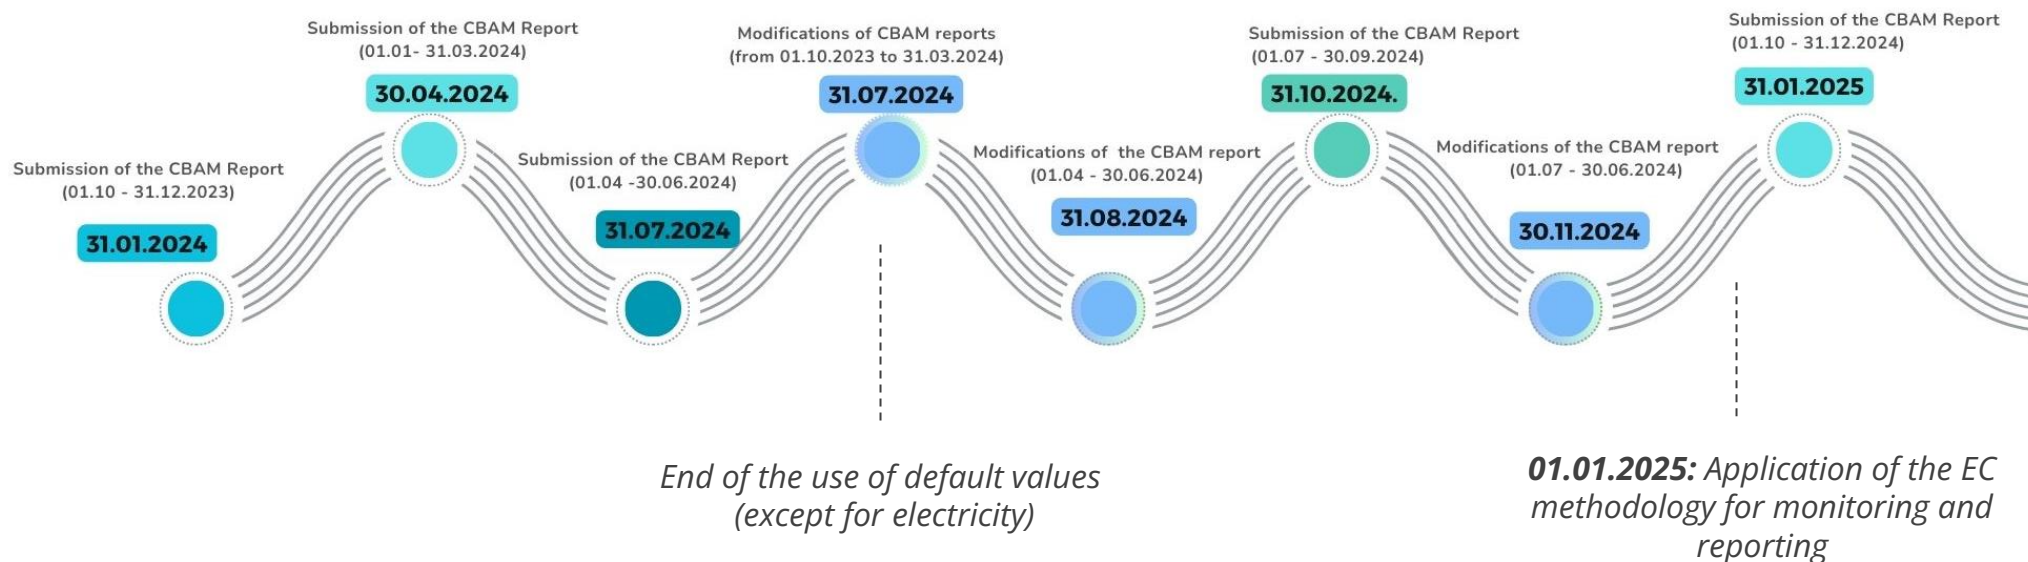 Submission of the CBAM Report
(01.10 - 31.12.2023)
31.01.2024
Submission of the CBAM Report
(01.01- 31.03.2024)
30.04.2024
Submission of the CBAM Report
(01.04 -30.06.2024)
31.07.2024
Modifications of CBAM reports
(from 01.10.2023 to 31.03.2024)
31.07.2024
Modifications of the CBAM report
(01.04 - 30.06.2024)
31.08.2024
Submission of the CBAM Report
(01.07 - 30.09.2024)
31.10.2024.
Modifications of the CBAM report
(01.07 - 30.06.2024)
30.11.2024
Submission of the CBAM Report
(01.10 - 31.12.2024)
31.01.2025
End of the use of default values
(except for electricity)
01.01.2025: Application of the EC
methodology for monitoring and
reporting